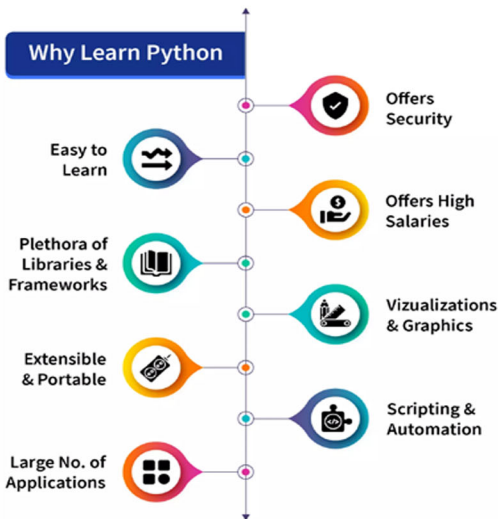 Why Learn Python
Offers
Security
Easy to
Learn
Offers High
Salaries
Plethora of
Libraries &
Frameworks
Vizualizations
& Graphics
Extensible
& Portable
Scripting &
Automation
Large No. of
Applications